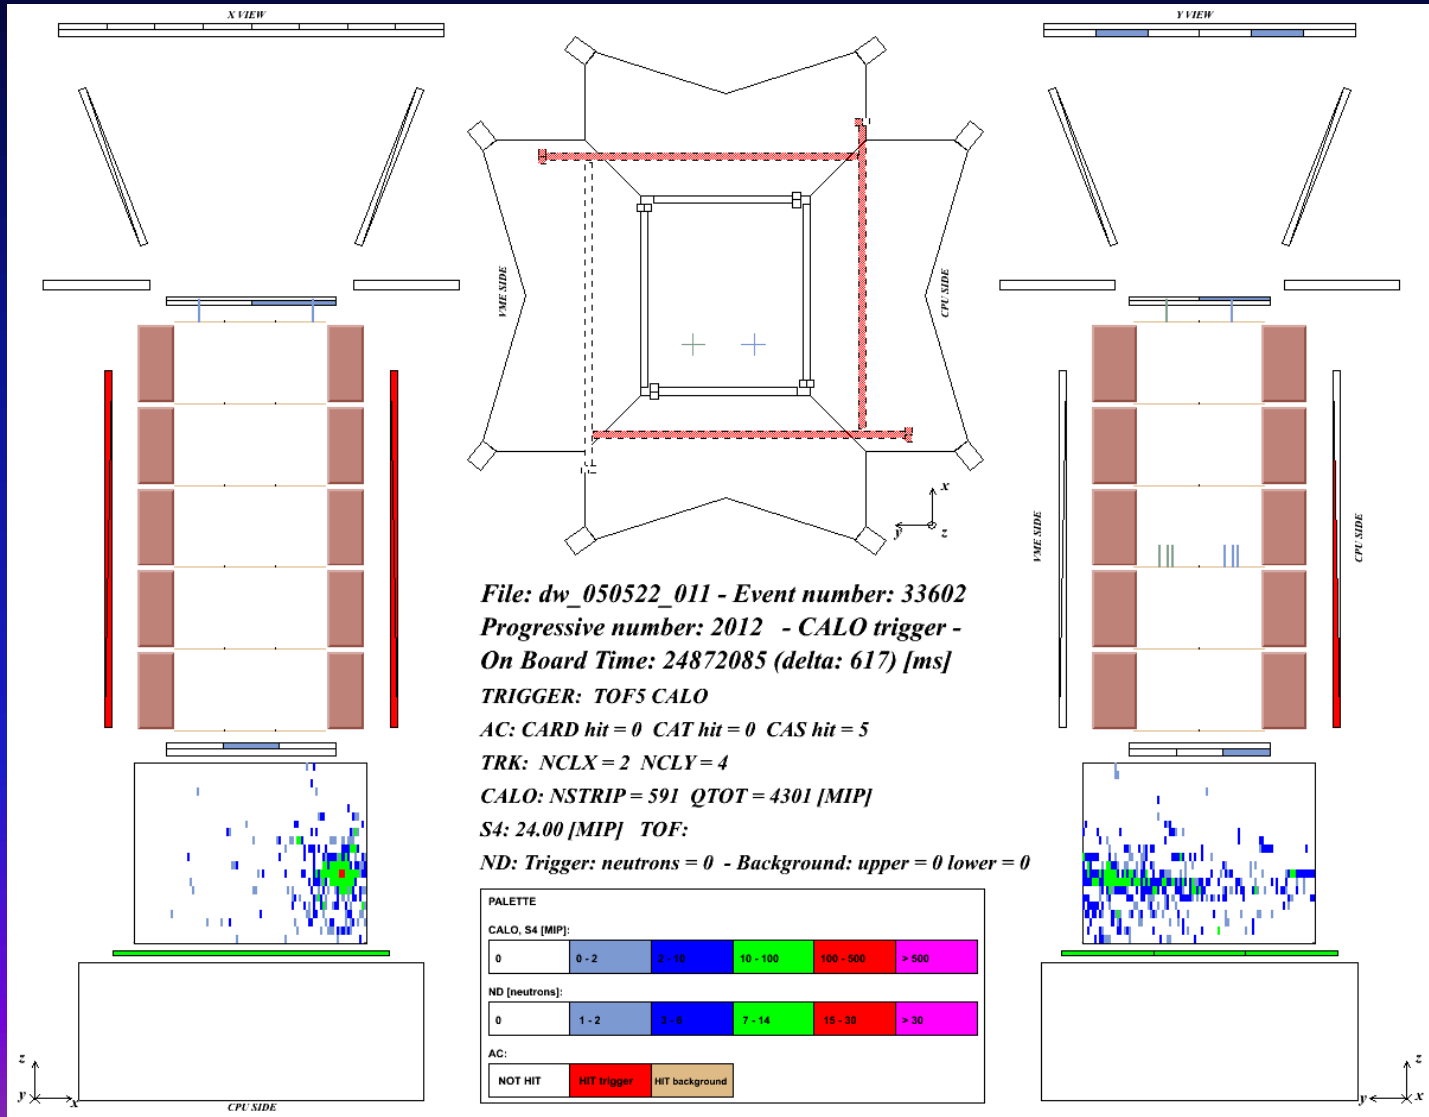 X VIEW
Y VIEW
VME SIDE
CPU SIDE
x
y
z
VME SIDE
CPU SIDE
File: dw_050522_011 - Event number: 33602
Progressive number: 2012 - CALO trigger -
On Board Time: 24872085 (delta: 617) [ms]
TRIGGER: TOF5 CALO
AC: CARD hit = 0 CAT hit = 0 CAS hit = 5
TRK: NCLX = 2 NCLY = 4
CALO: NSTRIP = 591 QTOT = 4301 [MIP]
S4: 24.00 [MIP] TOF:
ND: Trigger: neutrons = 0 - Background: upper = 0 lower = 0
PALETTE
CALO, S4 [MIP]:
0 0 - 2 2 - 10 10 - 100 100 - 500 > 500
ND [neutrons]:
0 1 - 2 3 - 6 7 - 14 15 - 30 > 30
AC:
NOT HIT HIT trigger HIT background
z
y
x
CPU SIDE
z
y
x